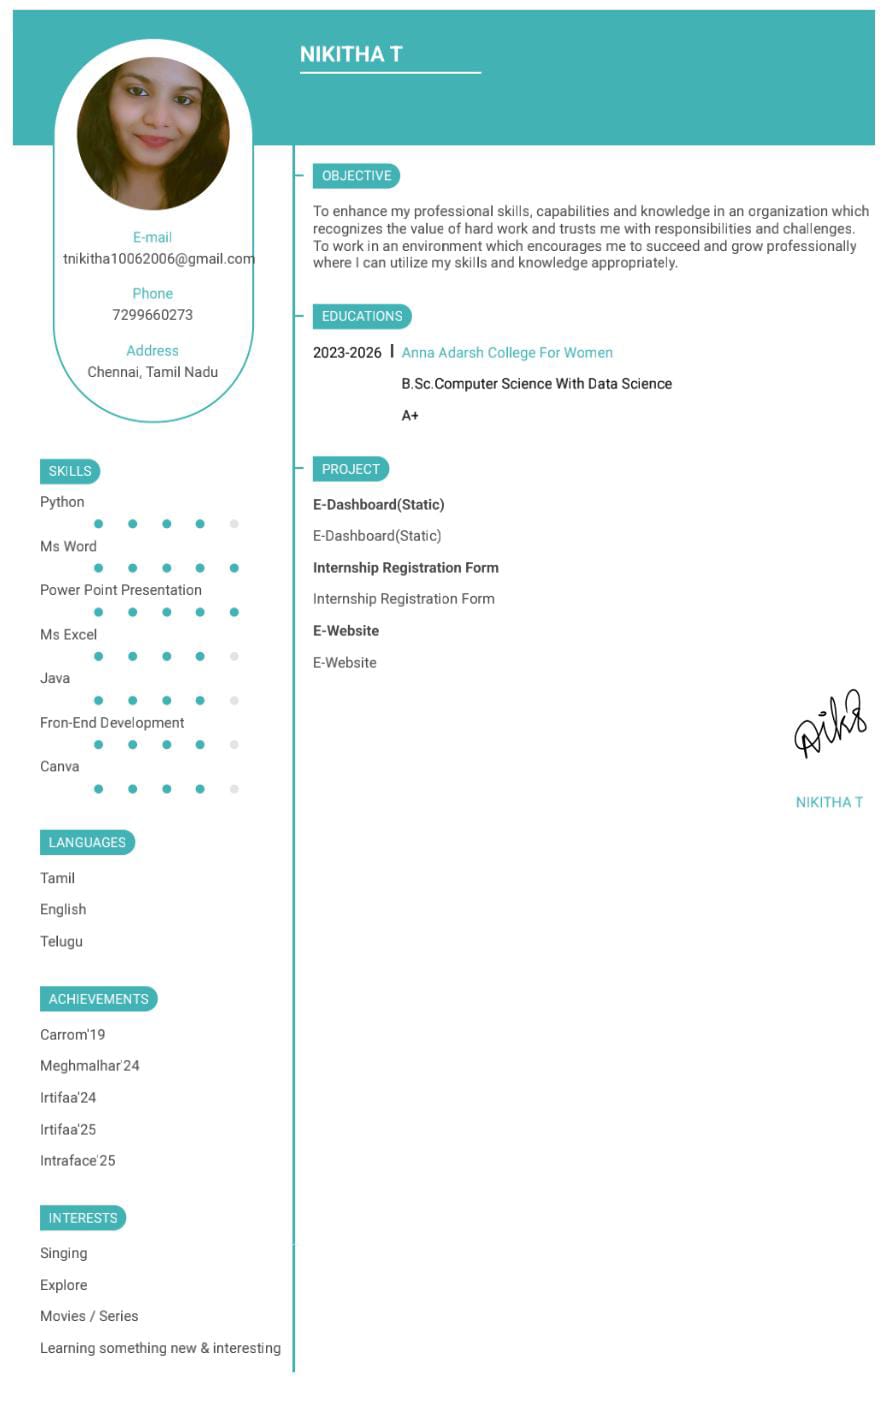 NIKITHA T
E-mail
tnikitha10062006@gmail.com
Phone
7299660273
Address
Chennai, Tamil Nadu
SKILLS
Python
Ms Word
Power Point Presentation
Ms Excel
Java
Fron-End Development
Canva
LANGUAGES
Tamil
English
Telugu
ACHIEVEMENTS
Carrom'19
Meghmalhar'24
Irtifaa'24
Irtifaa'25
Intraface'25
INTERESTS
Singing
Explore
Movies / Series
Learning something new & interesting
OBJECTIVE
To enhance my professional skills, capabilities and knowledge in an organization which
recognizes the value of hard work and trusts me with responsibilities and challenges.
To work in an environment which encourages me to succeed and grow professionally
where I can utilize my skills and knowledge appropriately.
EDUCATIONS
2023-2026 | Anna Adarsh College For Women
B.Sc.Computer Science With Data Science
A+
PROJECT
E-Dashboard(Static)
E-Dashboard(Static)
Internship Registration Form
Internship Registration Form
E-Website
E-Website
NIKITHA T